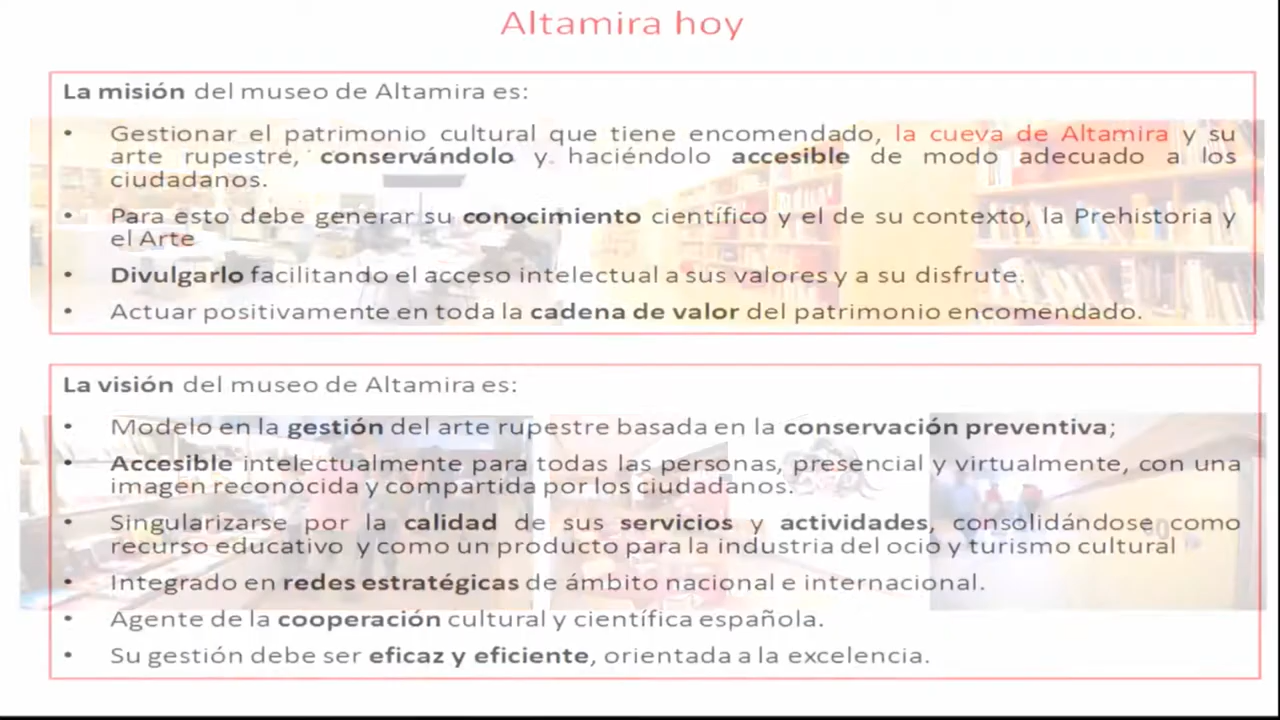 Altamira hoy
La misión del museo de Altamira es:
• Gestionar el patrimonio cultural que tiene encomendado, la cueva de Altamira y su
arte rupestre, conservándolo y haciéndolo accesible de modo adecuado a los
ciudadanos.
• Para esto debe generar su conocimiento científico y el de su contexto, la Prehistoria y
el Arte
• Divulgarlo facilitando el acceso intelectual a sus valores y a su disfrute.
• Actuar positivamente en toda la cadena de valor del patrimonio encomendado.
La visión del museo de Altamira es:
• Modelo en la gestión del arte rupestre basada en la conservación preventiva;
• Accesible intelectualmente para todas las personas, presencial y virtualmente, con una
imagen reconocida y compartida por los ciudadanos.
• Singularizarse por la calidad de sus servicios y actividades, consolidándose como
recurso educativo y como un producto para la industria del ocio y turismo cultural
• Integrado en redes estratégicas de ámbito nacional e internacional.
• Agente de la cooperación cultural y científica española.
• Su gestión debe ser eficaz y eficiente, orientada a la excelencia.